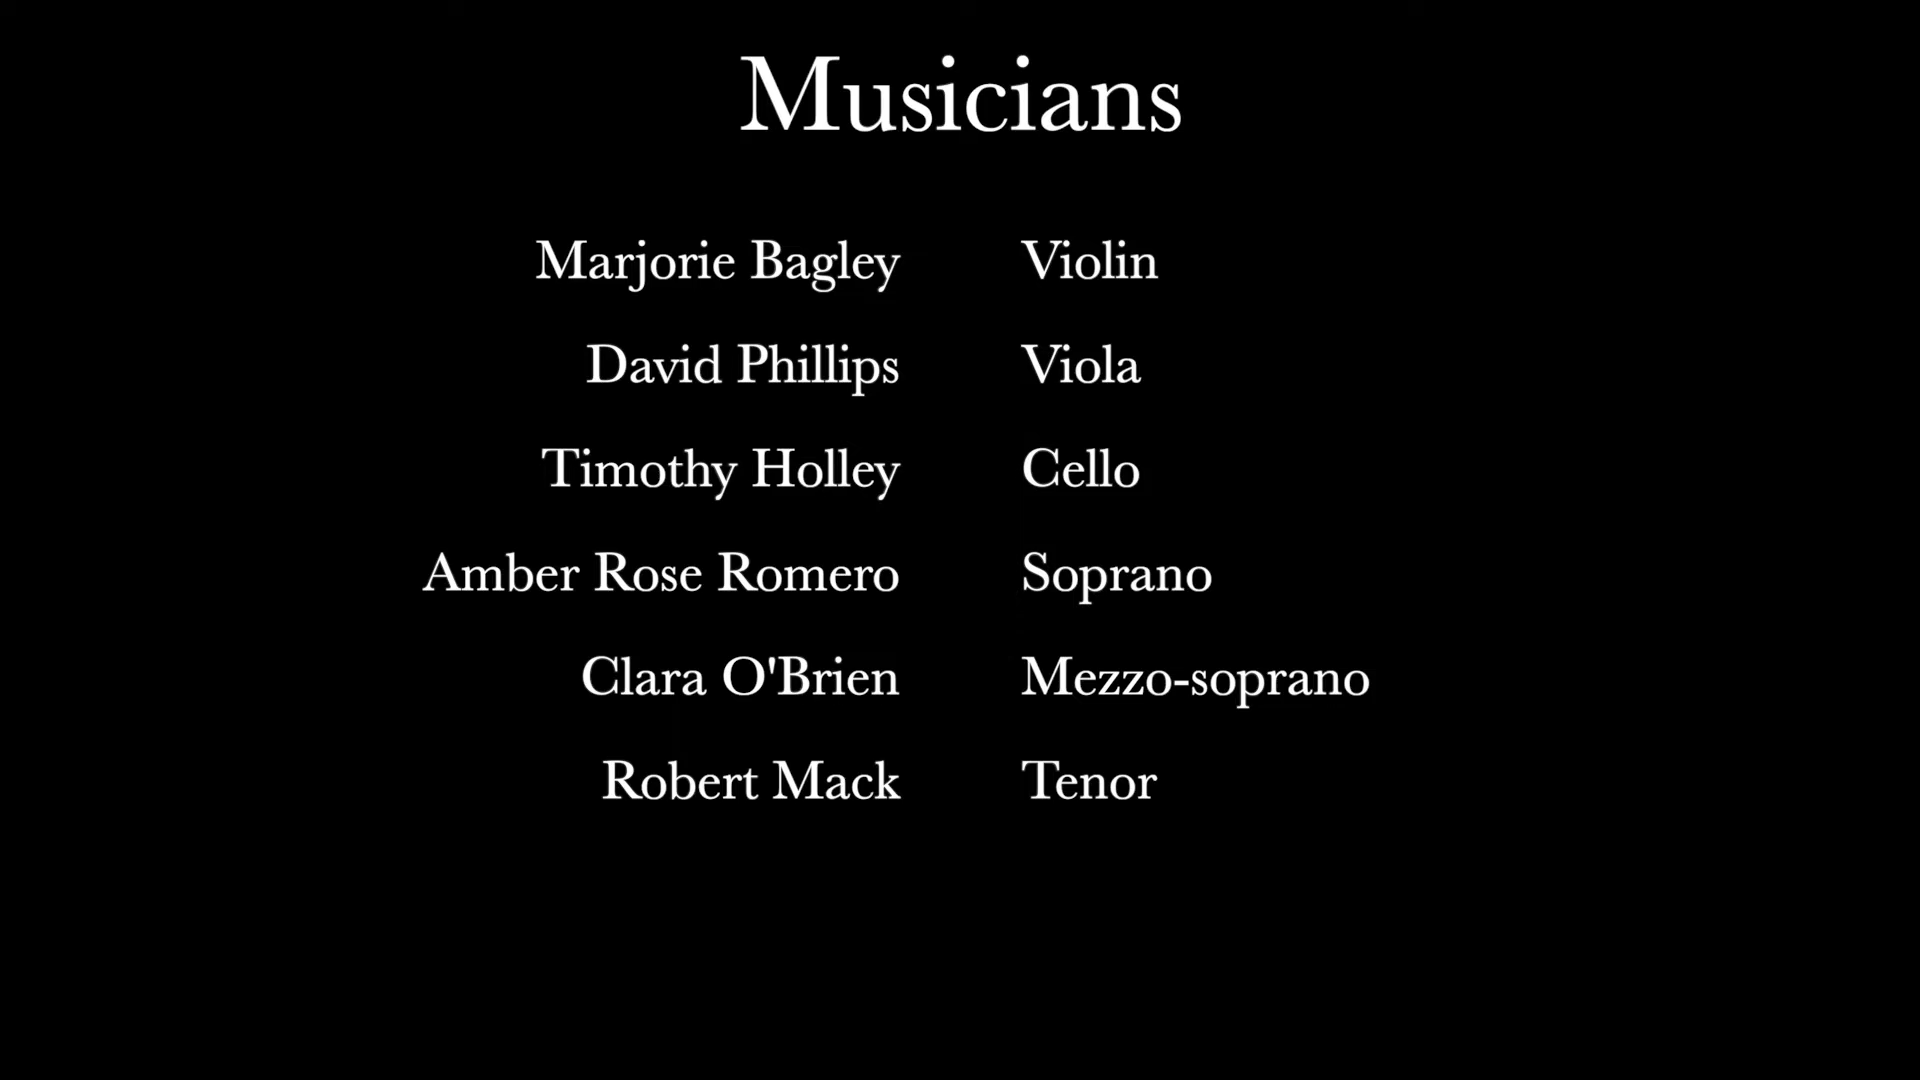 Musicians
Marjorie Bagley Violin
David Phillips Viola
Timothy Holley Cello
Amber Rose Romero Soprano
Clara O'Brien Mezzo-soprano
Robert Mack Tenor